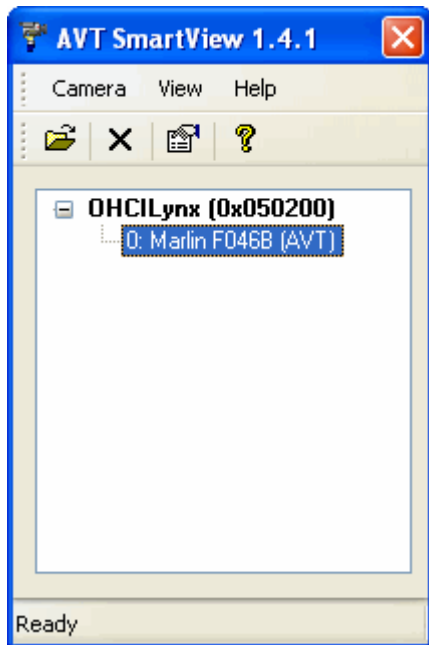 AVT SmartView 1.4.1
Camera View Help
OHCILynx (0x050200)
0: Marlin F046B (AVT)
Ready